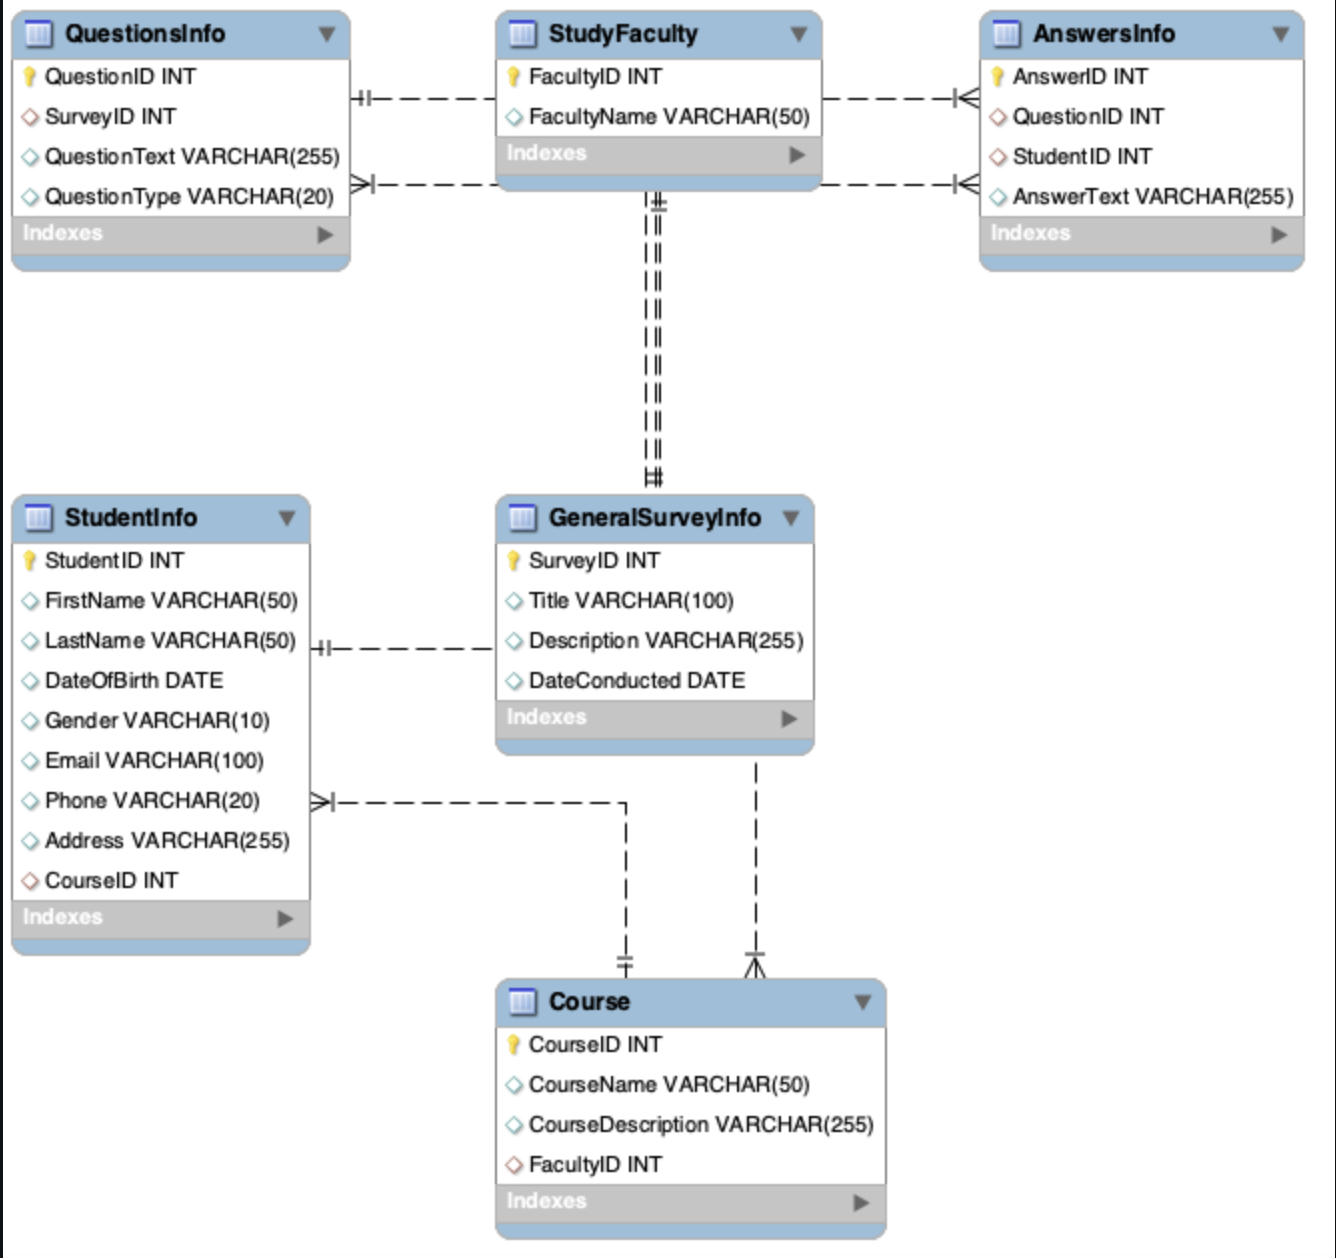 QuestionsInfo
QuestionID INT
SurveyID INT
QuestionText VARCHAR(255)
QuestionType VARCHAR(20)
Indexes
StudyFaculty
FacultyID INT
FacultyName VARCHAR(50)
Indexes
AnswersInfo
AnswerID INT
QuestionID INT
StudentID INT
AnswerText VARCHAR(255)
Indexes
StudentInfo
StudentID INT
FirstName VARCHAR(50)
LastName VARCHAR(50)
DateOfBirth DATE
Gender VARCHAR(10)
Email VARCHAR(100)
Phone VARCHAR(20)
Address VARCHAR(255)
CourseID INT
Indexes
GeneralSurveyInfo
SurveyID INT
Title VARCHAR(100)
Description VARCHAR(255)
DateConducted DATE
Indexes
Course
CourseID INT
CourseName VARCHAR(50)
CourseDescription VARCHAR(255)
FacultyID INT
Indexes